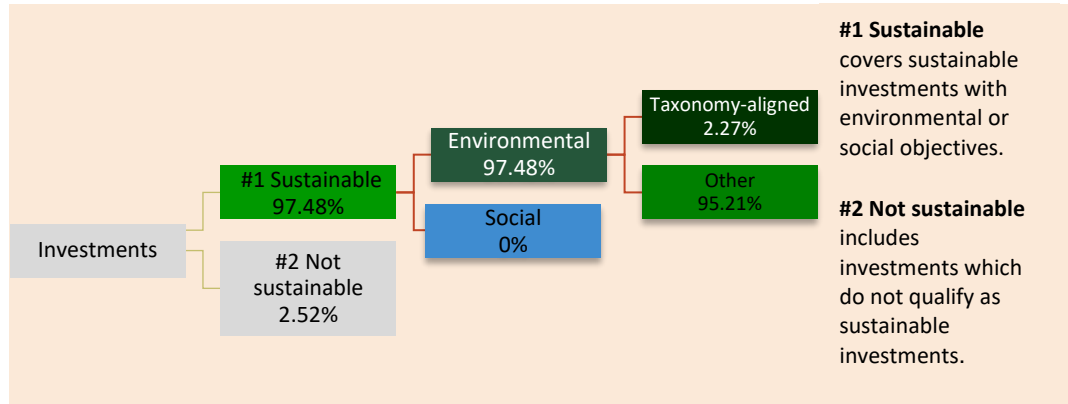 Investments
#1 Sustainable
97.48%
#2 Not
sustainable
2.52%
Environmental
97.48%
Social
0%
Taxonomy-aligned
2.27%
Other
95.21%
#1 Sustainable
covers sustainable
investments with
environmental or
social objectives.
#2 Not sustainable
includes
investments which
do not qualify as
sustainable
investments.